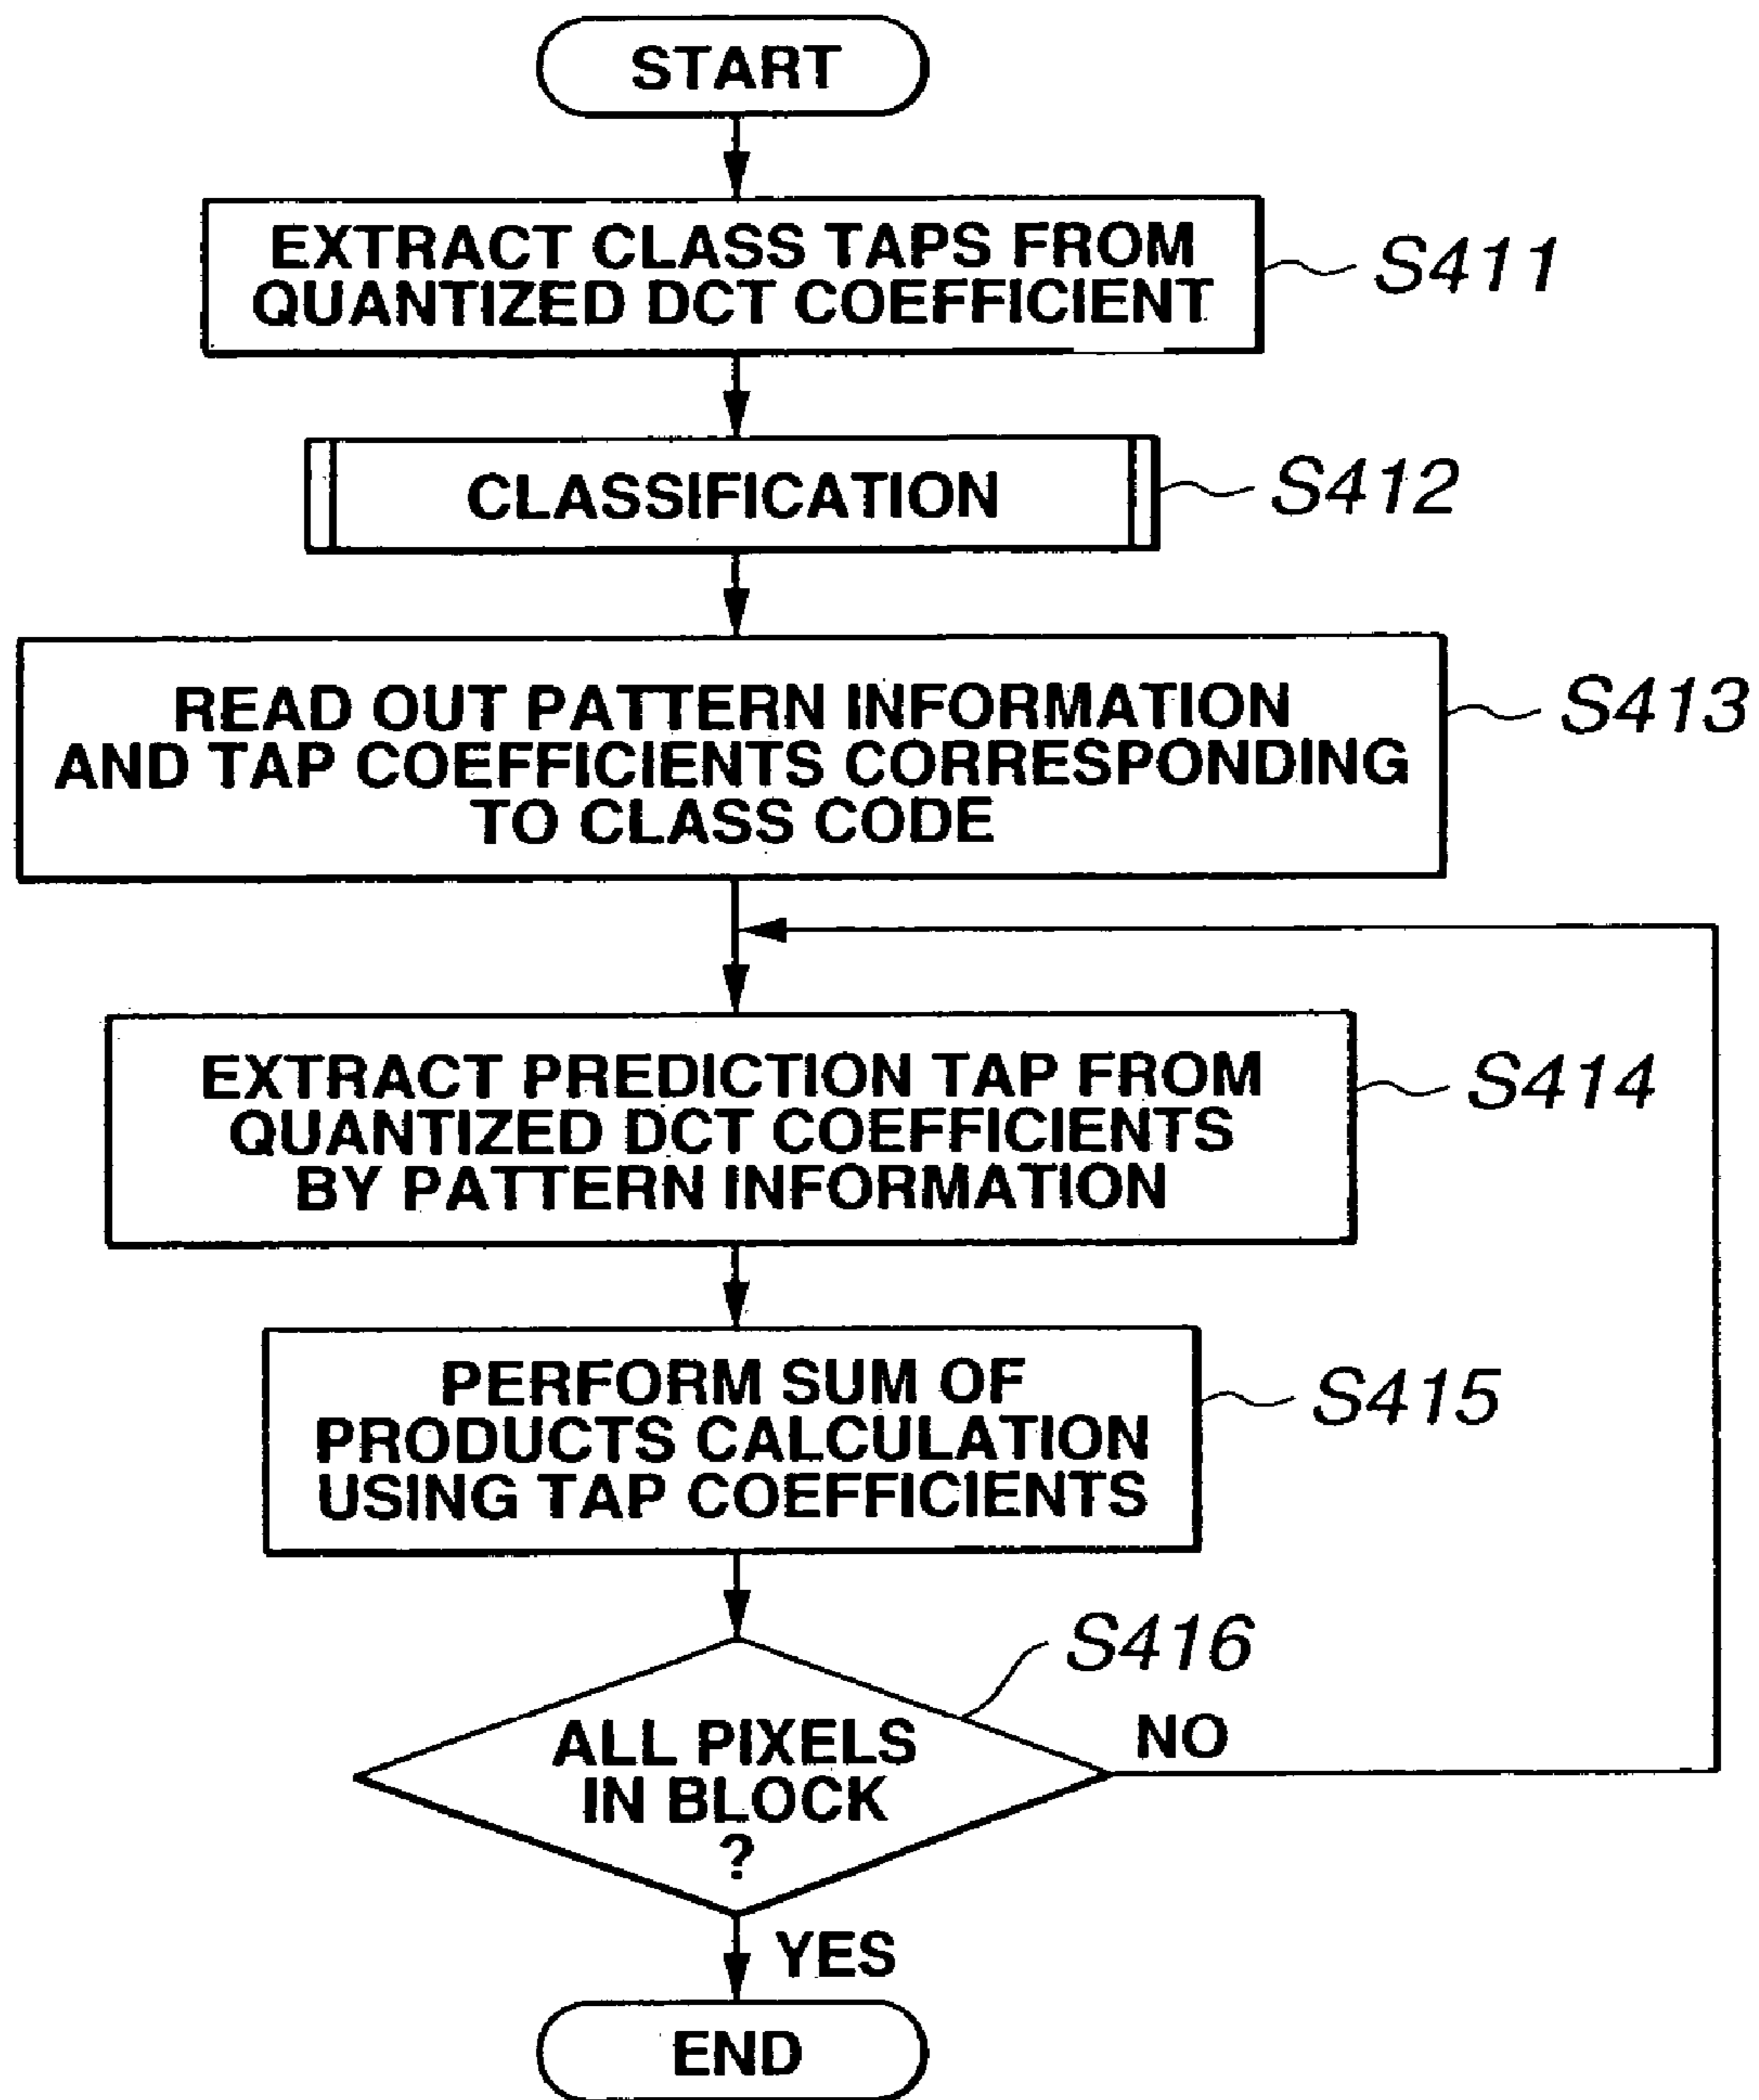 START
EXTRACT CLASS TAPS FROM
QUANTIZED DCT COEFFICIENT
S411
CLASSIFICATION
S412
READ OUT PATTERN INFORMATION
AND TAP COEFFICIENTS CORRESPONDING
TO CLASS CODE
S413
EXTRACT PREDICTION TAP FROM
QUANTIZED DCT COEFFICIENTS
BY PATTERN INFORMATION
S414
PERFORM SUM OF
PRODUCTS CALCULATION
USING TAP COEFFICIENTS
S415
S416
ALL PIXELS
IN BLOCK
?
NO
YES
END